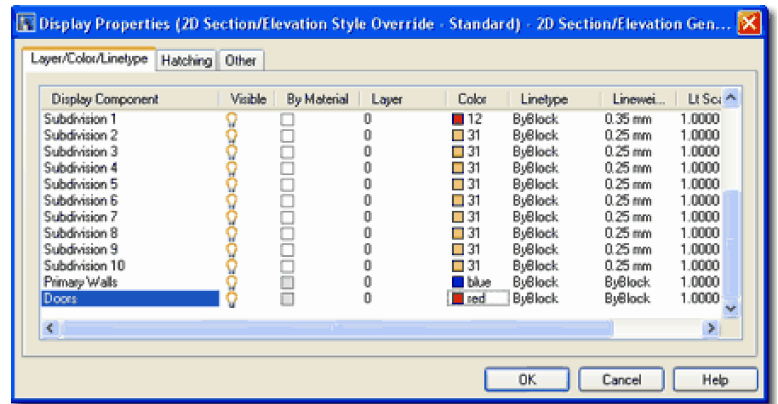 Display Properties (2D Section/Elevation Style Override - Standard) - 2D Section/Elevation Gen...
Layer/Color/Linetype Hatching Other
Display Component Visible By Material Layer Color Linetype Linewei... Lt Sca
Subdivision 1 0 12 ByBlock 0.35 mm 1.0000
Subdivision 2 0 31 ByBlock 0.25 mm 1.0000
Subdivision 3 0 31 ByBlock 0.25 mm 1.0000
Subdivision 4 0 31 ByBlock 0.25 mm 1.0000
Subdivision 5 0 31 ByBlock 0.25 mm 1.0000
Subdivision 6 0 31 ByBlock 0.25 mm 1.0000
Subdivision 7 0 31 ByBlock 0.25 mm 1.0000
Subdivision 8 0 31 ByBlock 0.25 mm 1.0000
Subdivision 9 0 31 ByBlock 0.25 mm 1.0000
Subdivision 10 0 31 ByBlock 0.25 mm 1.0000
Primary Walls 0 blue ByBlock ByBlock 1.0000
Doors 0 red ByBlock ByBlock 1.0000
OK Cancel Help